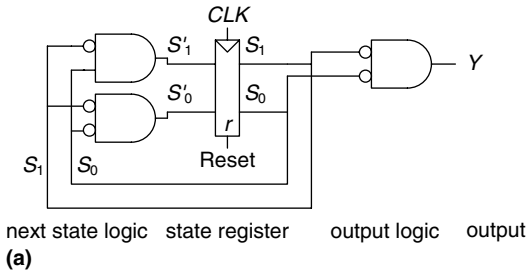 CLK
S'1 S1 Y
S'0 S0
r
Reset
S1 S0
next state logic state register output logic output
(a)